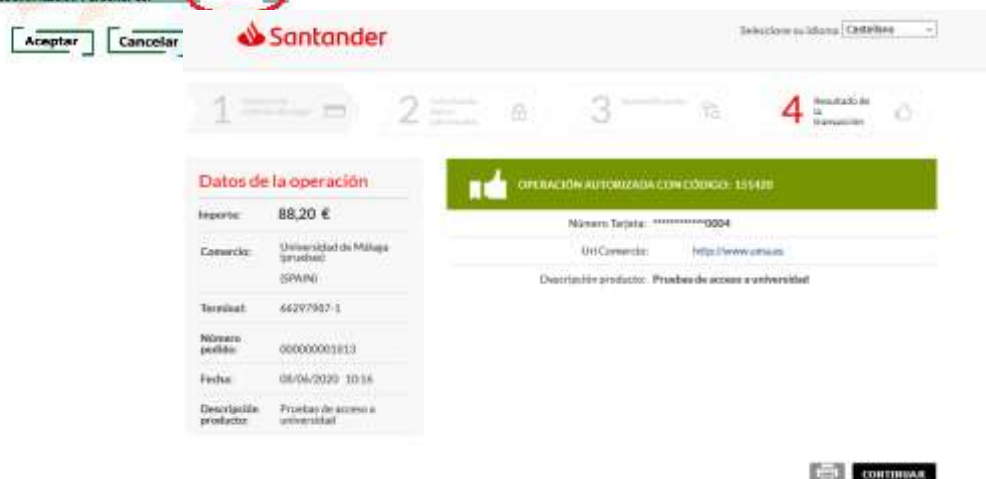 Aceptar
Cancelar
Santander
Seleccione su idioma Castellano
1
2
3
4 Resultado de
la
transacción
Datos de la operación
Importe: 88,20 €
Comercio: Universidad de Málaga
(pruebas)
(SPAIN)
Terminal: 66297907-1
Número
pedido: 000000001013
Fecha: 08/06/2020 10:16
Descripción
producto: Pruebas de acceso a
universidad
OPERACIÓN AUTORIZADA CON CÓDIGO: 151420
Número Tarjeta: ************0004
Url Comercio: http://www.uma.es
Descripción producto: Pruebas de acceso a universidad
CONTINUAR